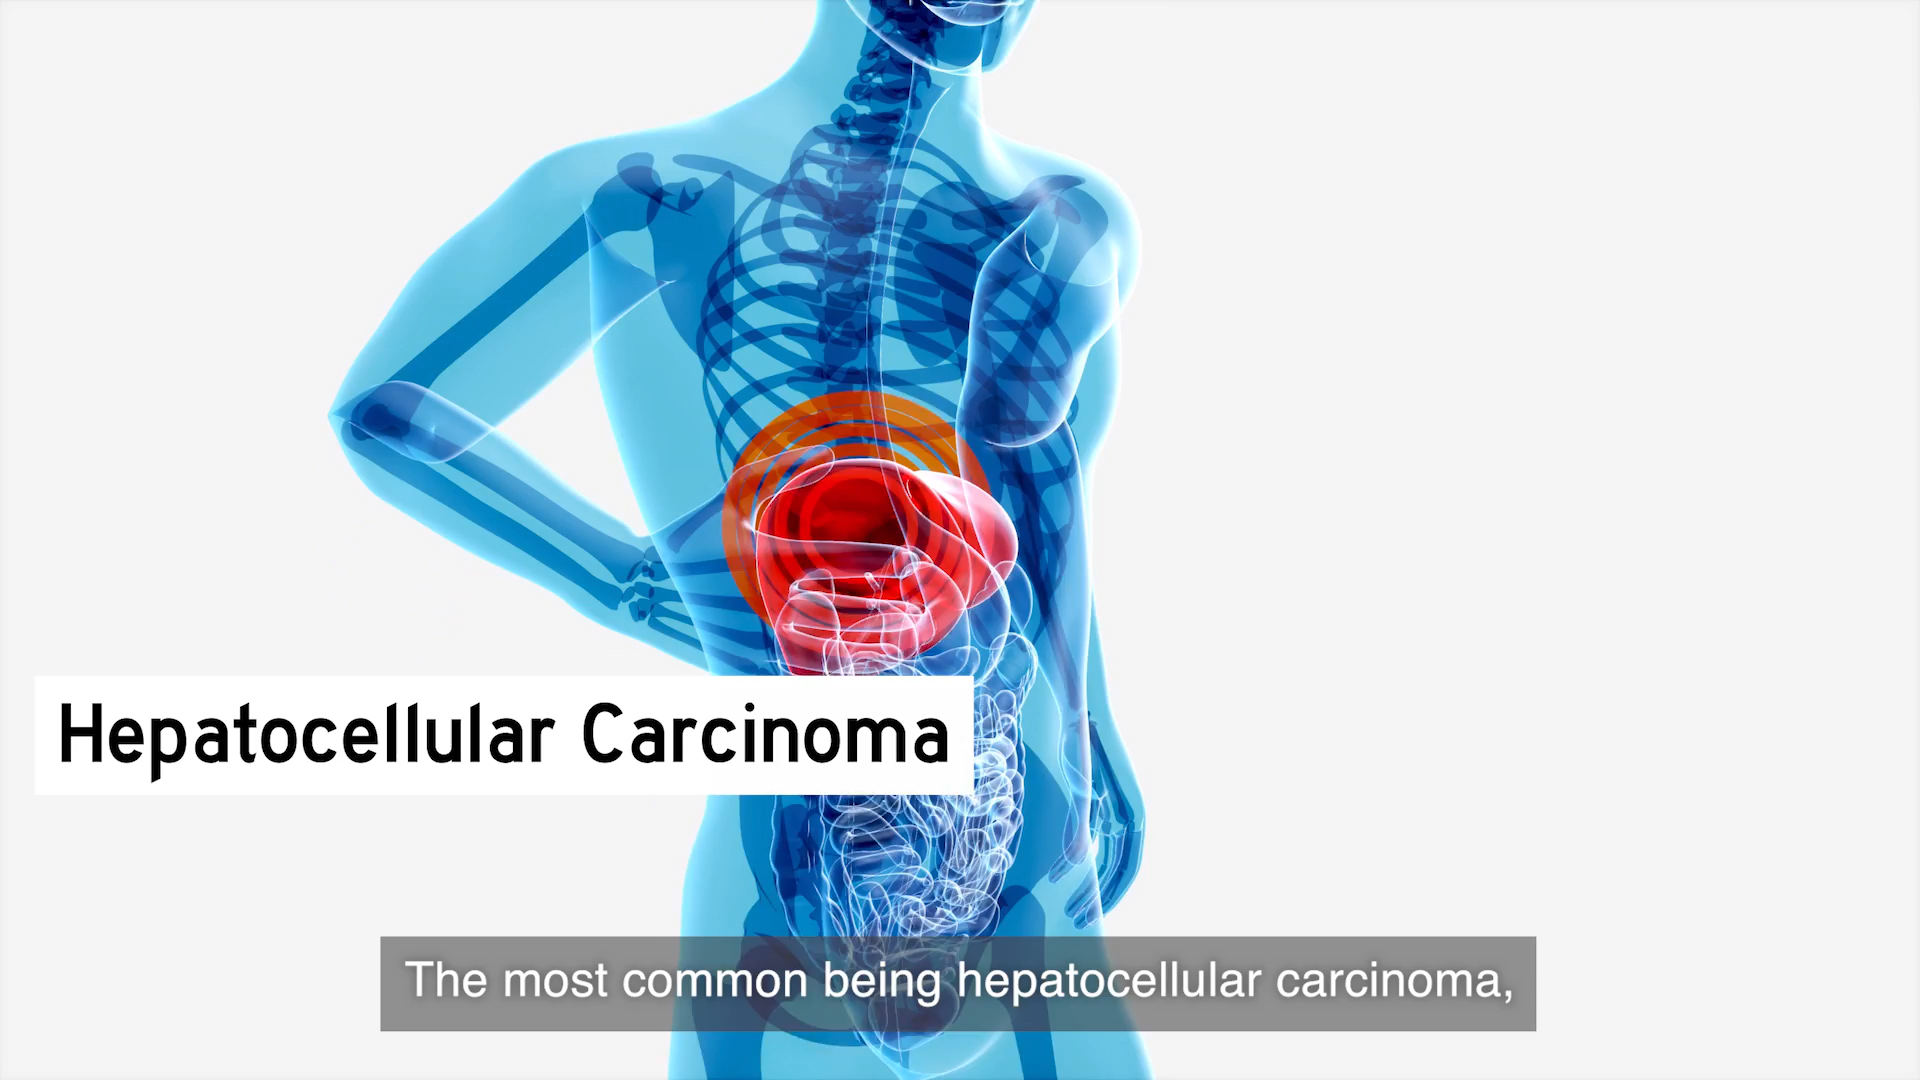 Hepatocellular Carcinoma
The most common being hepatocellular carcinoma,